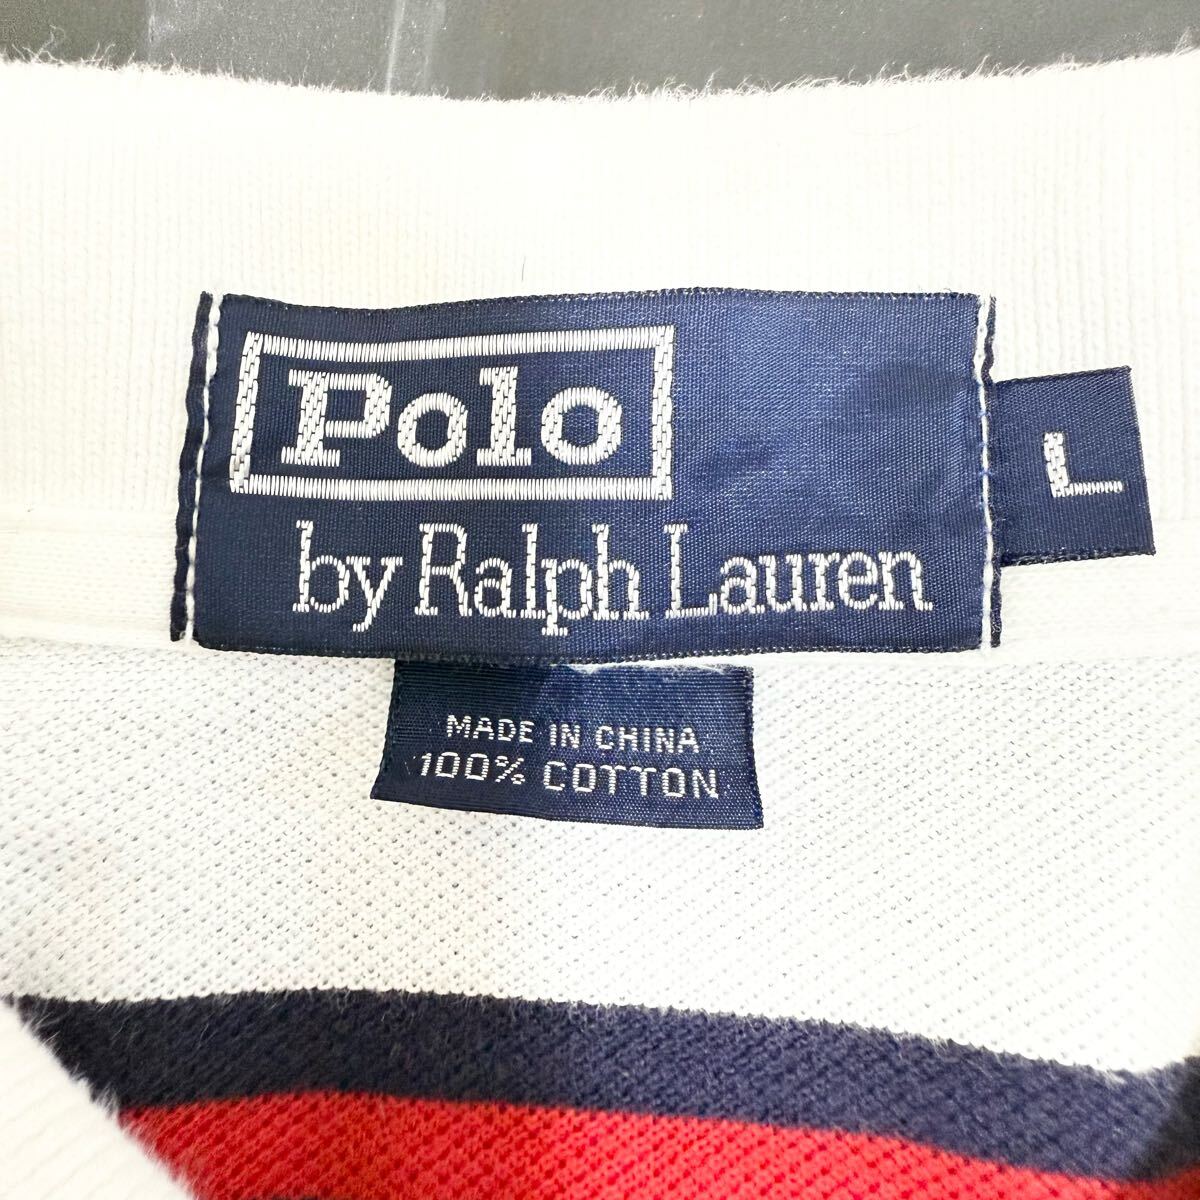 Polo
by Ralph Lauren
L
MADE IN CHINA
100% COTTON